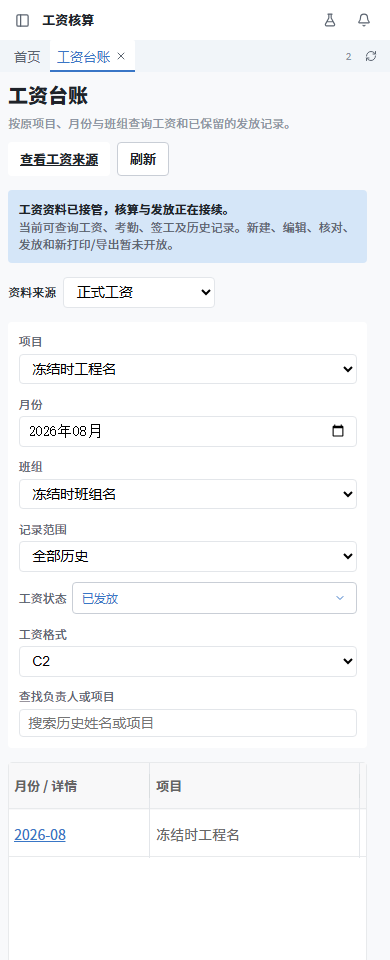 工资核算
首页
工资台账 ×
2
工资台账
按原项目、月份与班组查询工资和已保留的发放记录。
查看工资来源
刷新
工资资料已接管，核算与发放正在接续。
当前可查询工资、考勤、签工及历史记录。新建、编辑、核对、
发放和新打印/导出暂未开放。
资料来源 正式工资
项目
冻结时工程名
月份
2026年08月
班组
冻结时班组名
记录范围
全部历史
工资状态 已发放
工资格式
C2
查找负责人或项目
搜索历史姓名或项目
月份 / 详情 项目
2026-08 冻结时工程名